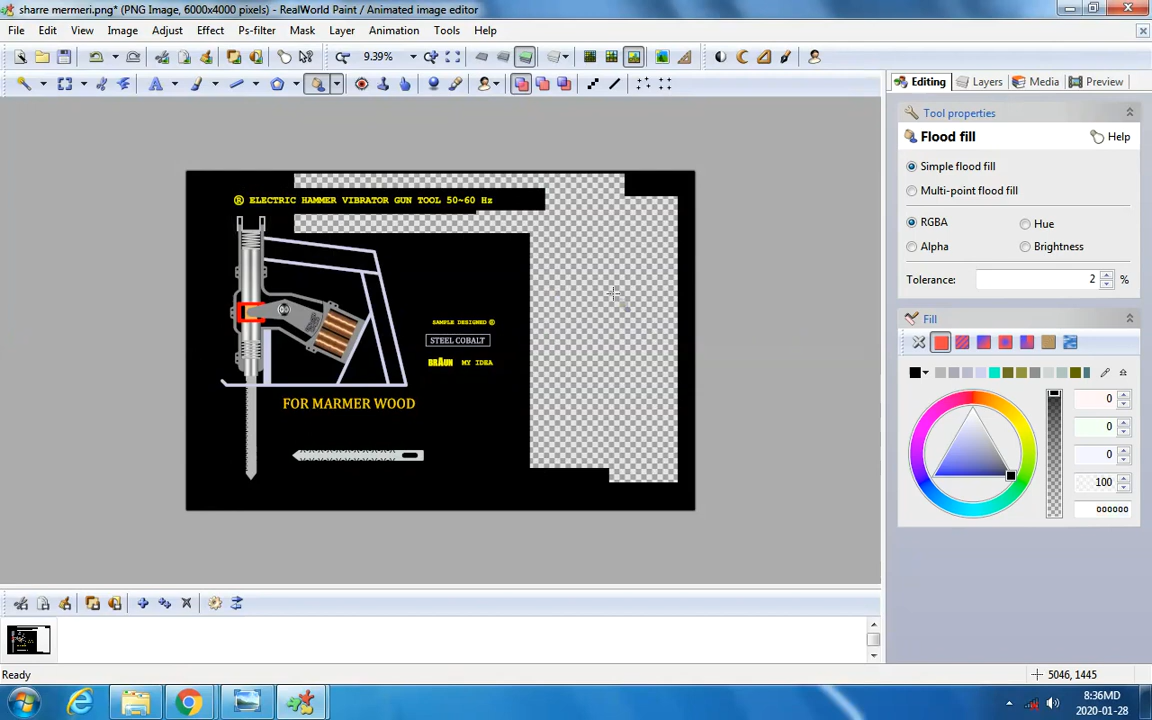 sharre mermeri.png* (PNG Image, 6000x4000 pixels) - RealWorld Paint / Animated image editor
File Edit View Image Adjust Effect Ps-filter Mask Layer Animation Tools Help
9.39%
Editing Layers Media Preview
Tool properties
Flood fill Help
Simple flood fill
Multi-point flood fill
RGBA Hue
Alpha Brightness
Tolerance: 2 %
Fill
0
0
0
100
000000
® ELECTRIC HAMMER VIBRATOR GUN TOOL 50~60 Hz
SAMPLE DESIGNED ®
STEEL COBALT
BRAUN MY IDEA
FOR MARMER WOOD
Ready
5046, 1445
8:36MD
2020-01-28